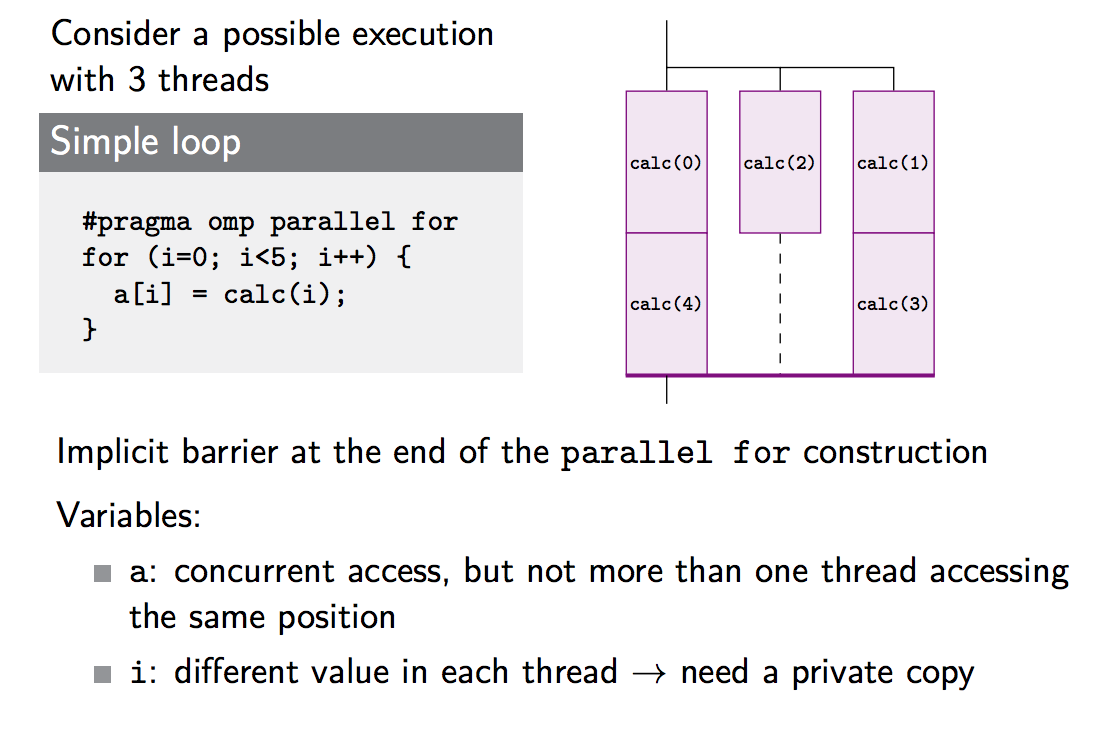 Consider a possible execution
with 3 threads
Simple loop
#pragma omp parallel for
for (i=0; i<5; i++) {
  a[i] = calc(i);
}
calc(0) calc(2) calc(1)
calc(4) calc(3)
Implicit barrier at the end of the parallel for construction
Variables:
a: concurrent access, but not more than one thread accessing
the same position
i: different value in each thread → need a private copy